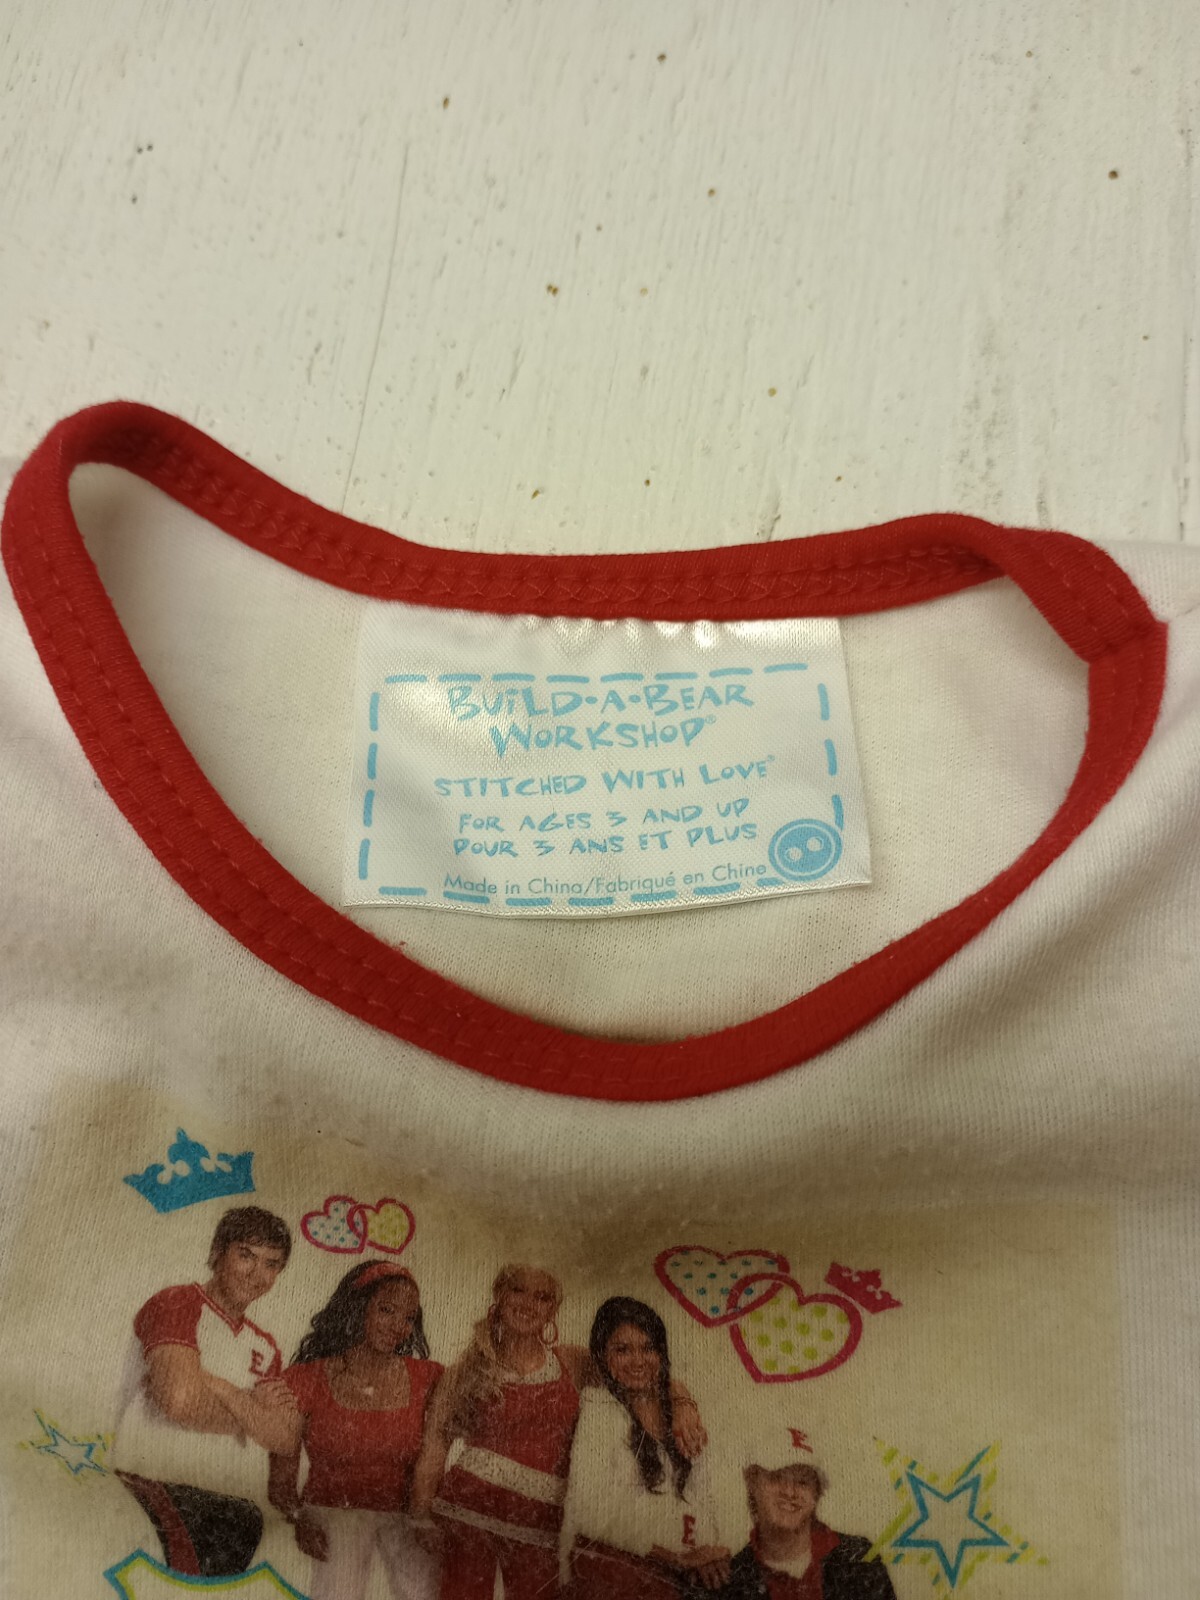 BUiLD•A•BEAR
WORKSHOP®
STITCHED WITH LOVE®
FOR AGES 3 AND UP
POUR 3 ANS ET PLUS
Made in China/Fabriqué en Chine
E
E
E